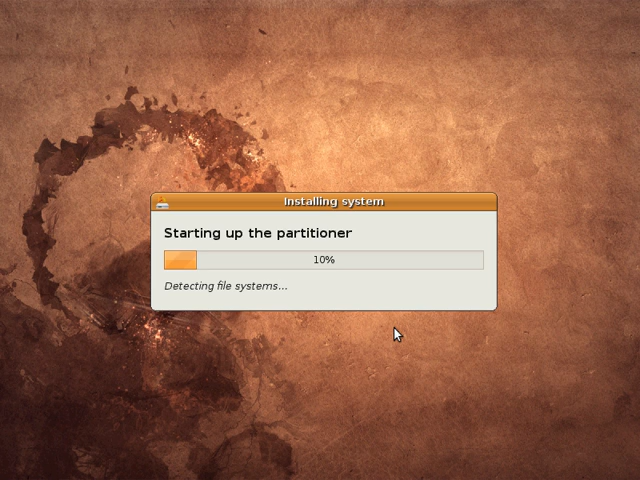 Installing system
Starting up the partitioner
10%
Detecting file systems...